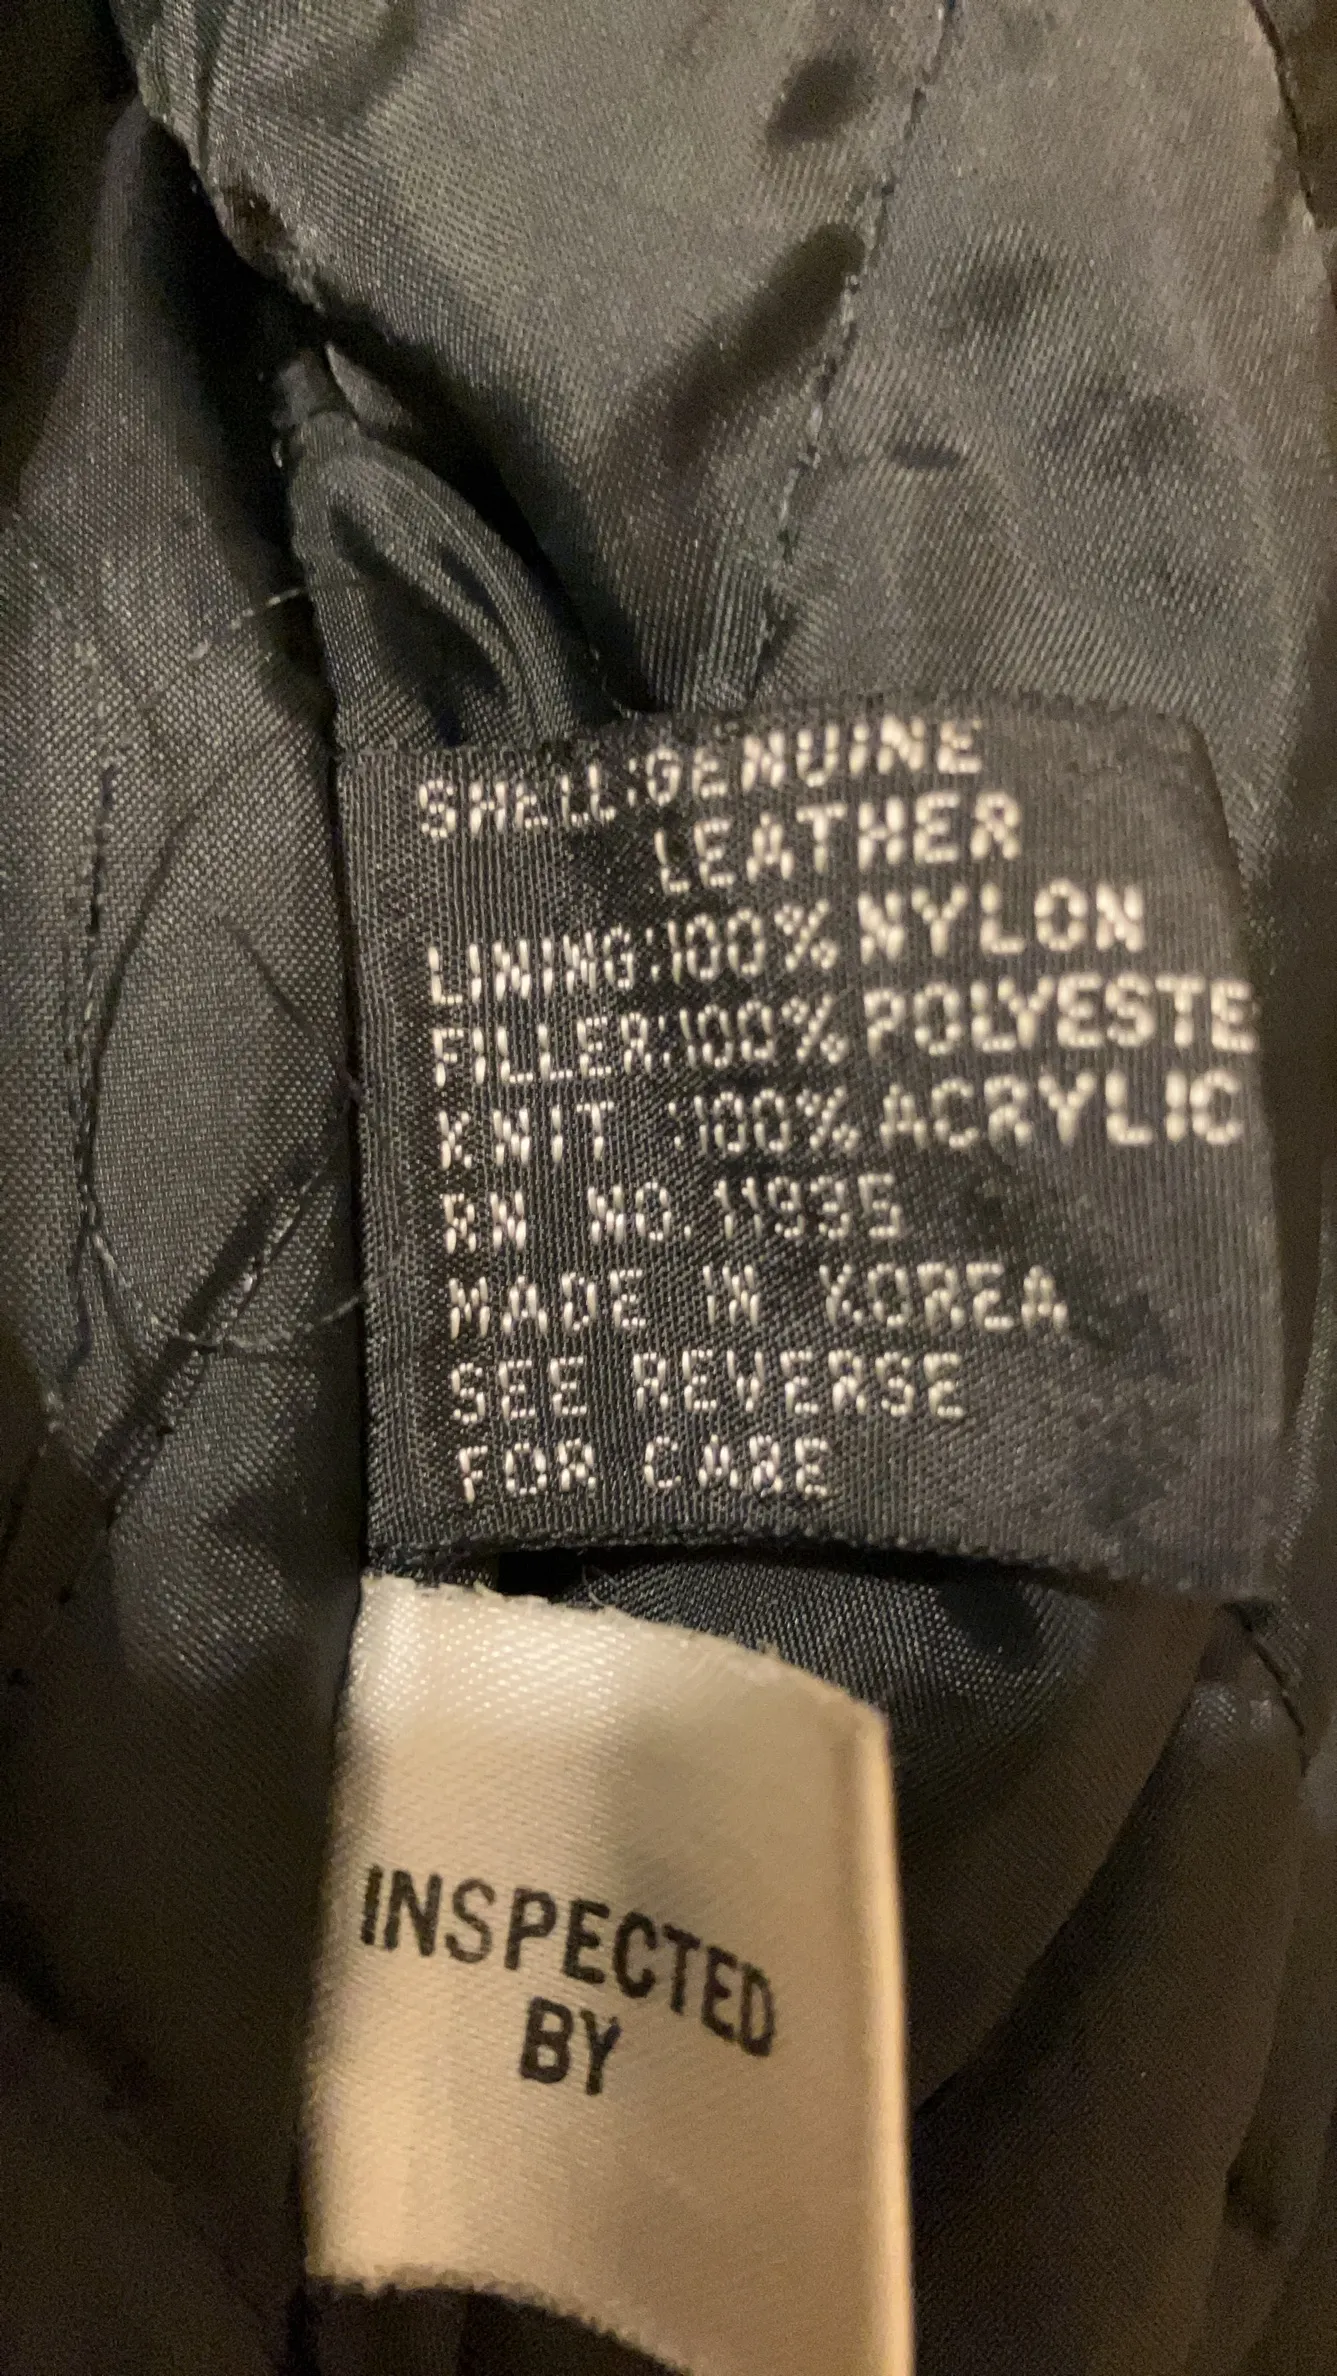 SHELL:GENUINE
LEATHER
LINING:100% NYLON
FILLER:100% POLYESTE
KNIT :100% ACRYLIC
RN NO. 11935
MADE IN KOREA
SEE REVERSE
FOR CARE
INSPECTED
BY